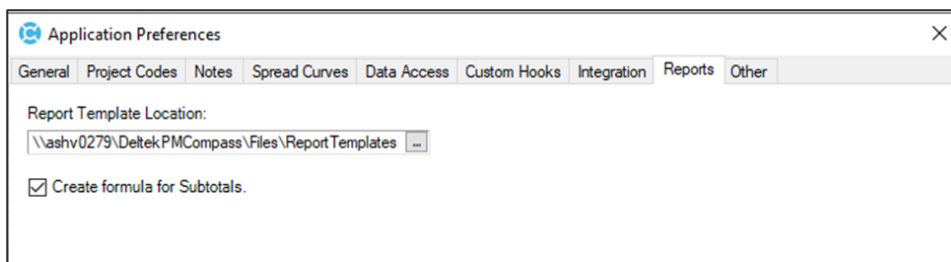 Application Preferences
General Project Codes Notes Spread Curves Data Access Custom Hooks Integration Reports Other
Report Template Location:
\\ashv0279\DeltekPMCompass\Files\ReportTemplates ...
Create formula for Subtotals.